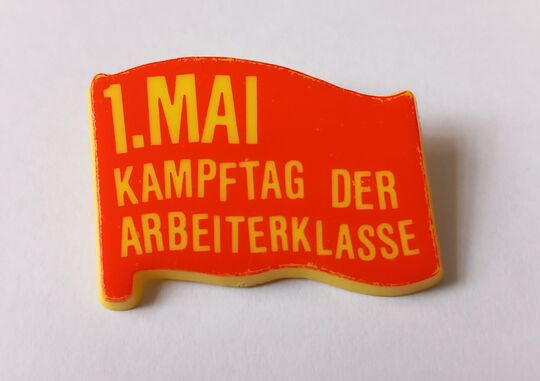 1.MAI
KAMPFTAG DER
ARBEITERKLASSE